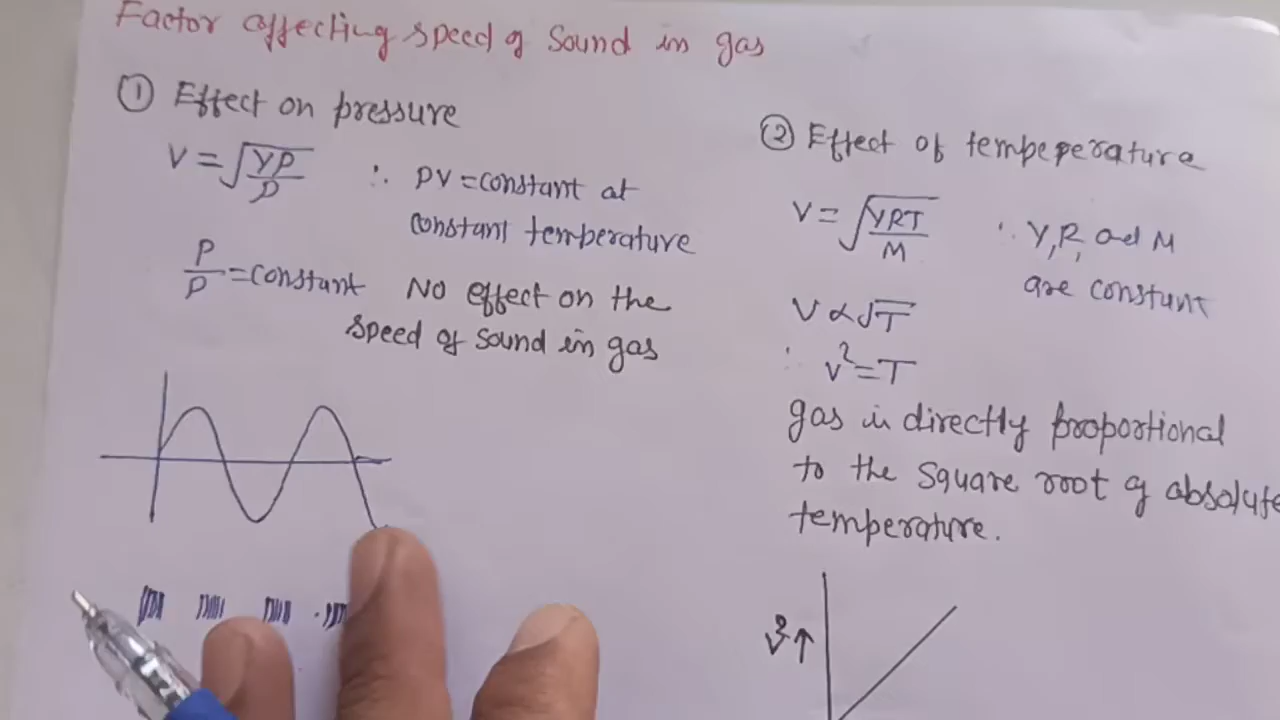 Factor affecting speed of sound in gas
① Effect on pressure
V=√γP/ρ ∴ PV=constant at
constant temperature
P/ρ=constant No effect on the
speed of sound in gas
② Effect of tempeperature
V=√γRT/M ∵ γ,R, and M
are constant
V∝√T
∴ v²=T
gas is directly proportional
to the square root of absolute
temperature.
v²↑